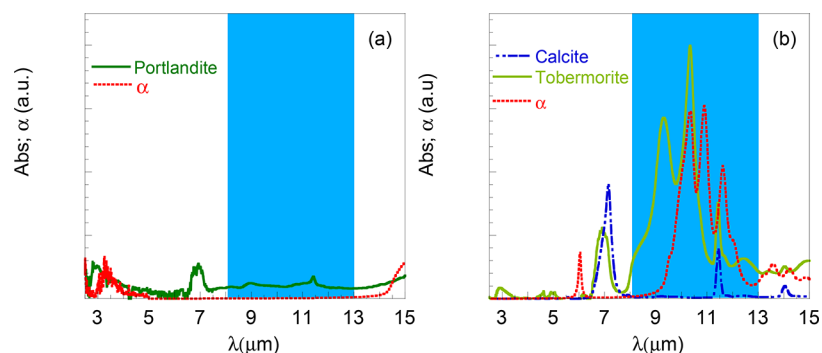 (a)
Portlandite
α
Abs; α (a.u.)
3 5 7 9 11 13 15
λ(μm)
(b)
Calcite
Tobermorite
α
Abs; α (a.u)
3 5 7 9 11 13 15
λ(μm)